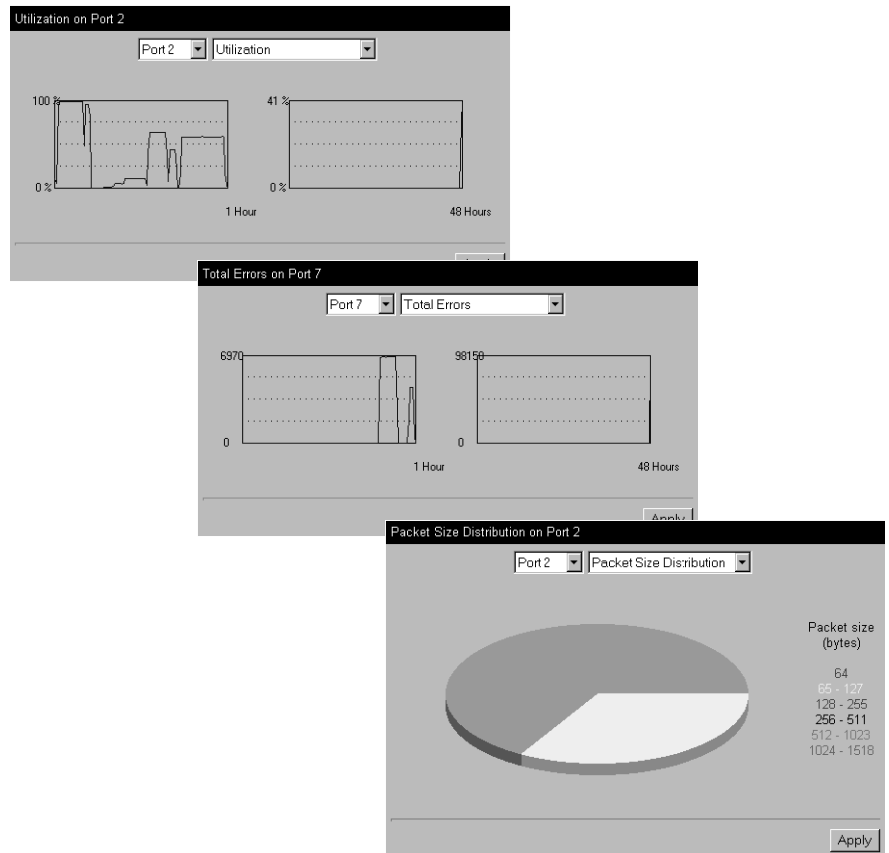 Utilization on Port 2
Port 2 Utilization
100 % 41 %
0 % 0 %
1 Hour 48 Hours
Apply
Total Errors on Port 7
Port 7 Total Errors
6970 98150
0 0
1 Hour 48 Hours
Apply
Packet Size Distribution on Port 2
Port 2 Packet Size Distribution
Packet size
(bytes)
64
65 - 127
128 - 255
256 - 511
512 - 1023
1024 - 1518
Apply